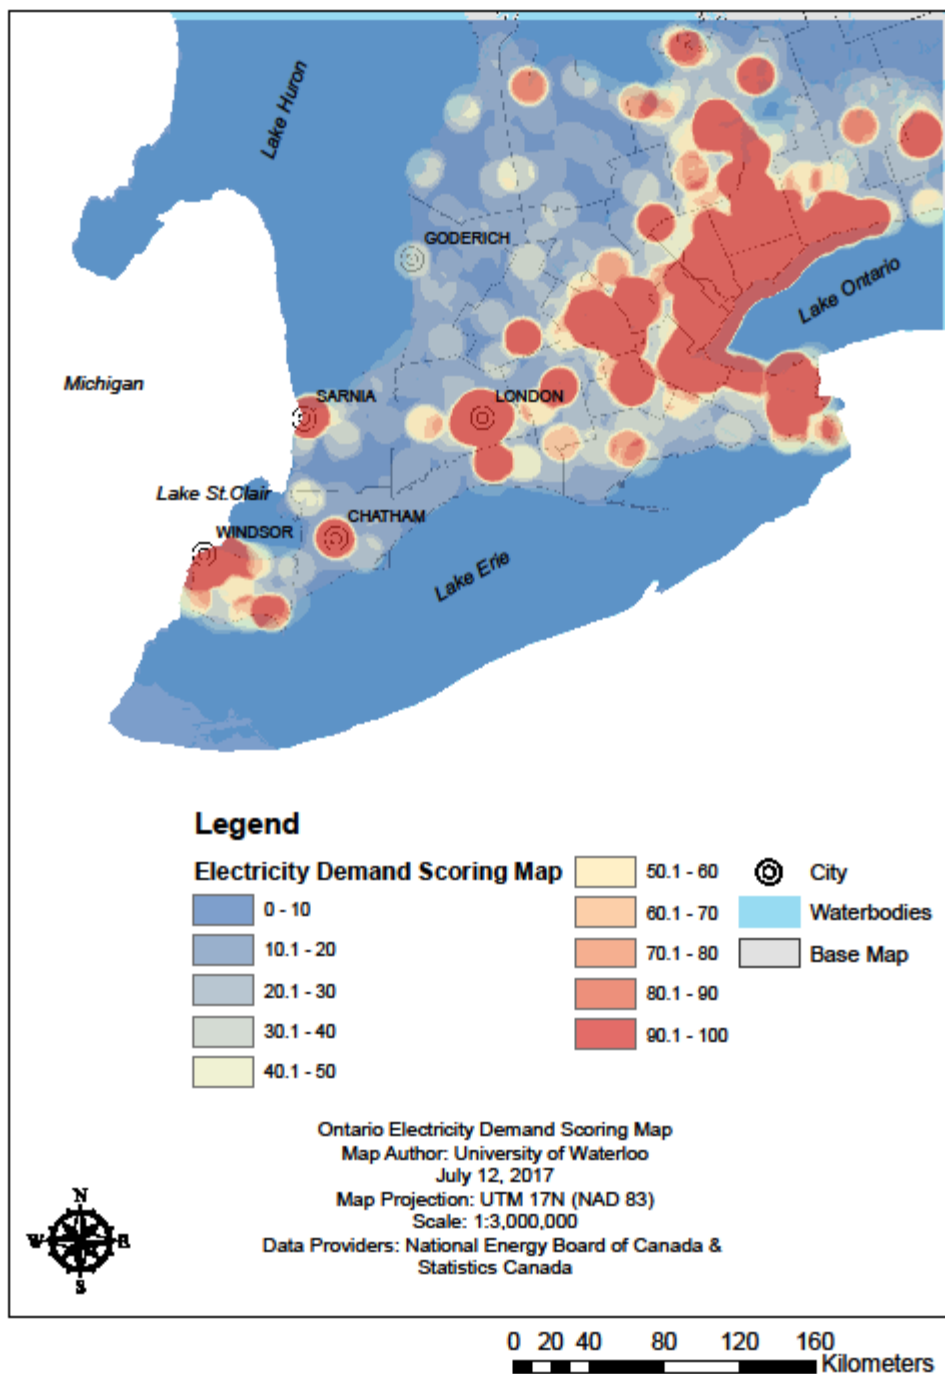 Lake Huron
GODERICH
Lake Ontario
Michigan
SARNIA
LONDON
Lake St.Clair
WINDSOR
CHATHAM
Lake Erie
Legend
Electricity Demand Scoring Map
0 - 10
10.1 - 20
20.1 - 30
30.1 - 40
40.1 - 50
50.1 - 60
60.1 - 70
70.1 - 80
80.1 - 90
90.1 - 100
City
Waterbodies
Base Map
Ontario Electricity Demand Scoring Map
Map Author: University of Waterloo
July 12, 2017
Map Projection: UTM 17N (NAD 83)
Scale: 1:3,000,000
Data Providers: National Energy Board of Canada &
Statistics Canada
N
W E
S
0 20 40 80 120 160
Kilometers